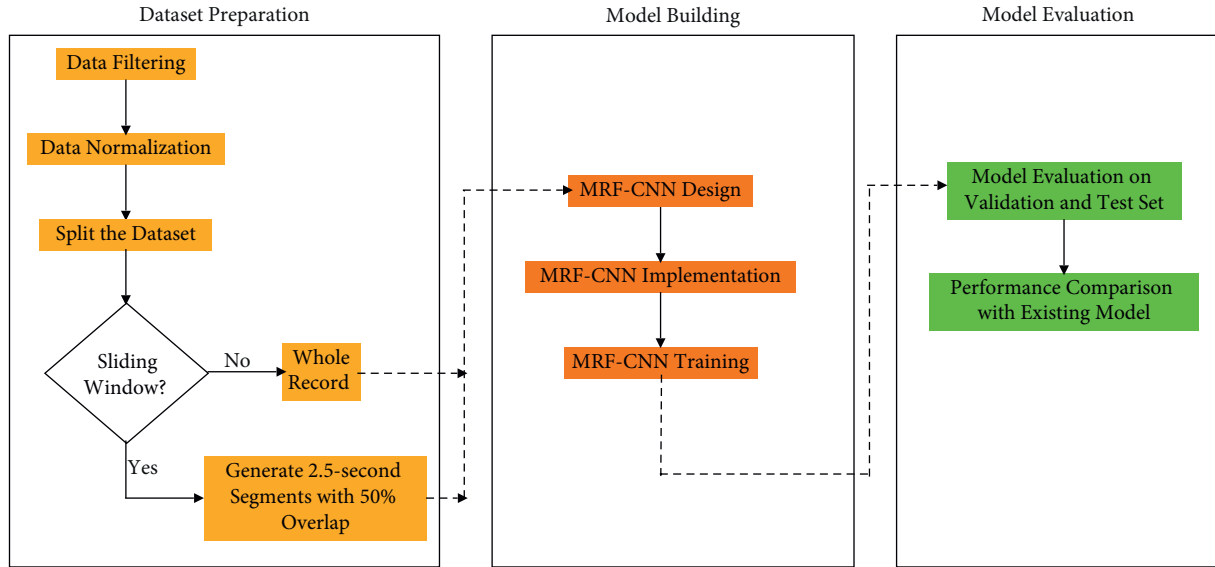 Dataset Preparation
Data Filtering
Data Normalization
Split the Dataset
Sliding
Window?
No
Whole
Record
Yes
Generate 2.5-second
Segments with 50%
Overlap
Model Building
MRF-CNN Design
MRF-CNN Implementation
MRF-CNN Training
Model Evaluation
Model Evaluation on
Validation and Test Set
Performance Comparison
with Existing Model